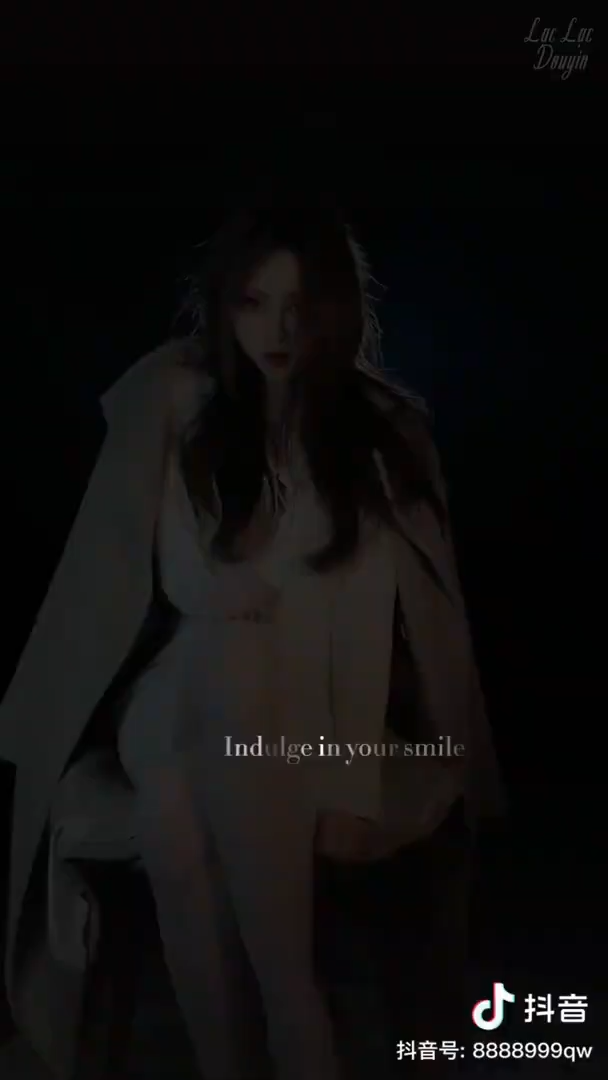 Lac Lac
Douyin
Indulge in your smile
抖音
抖音号: 8888999qw